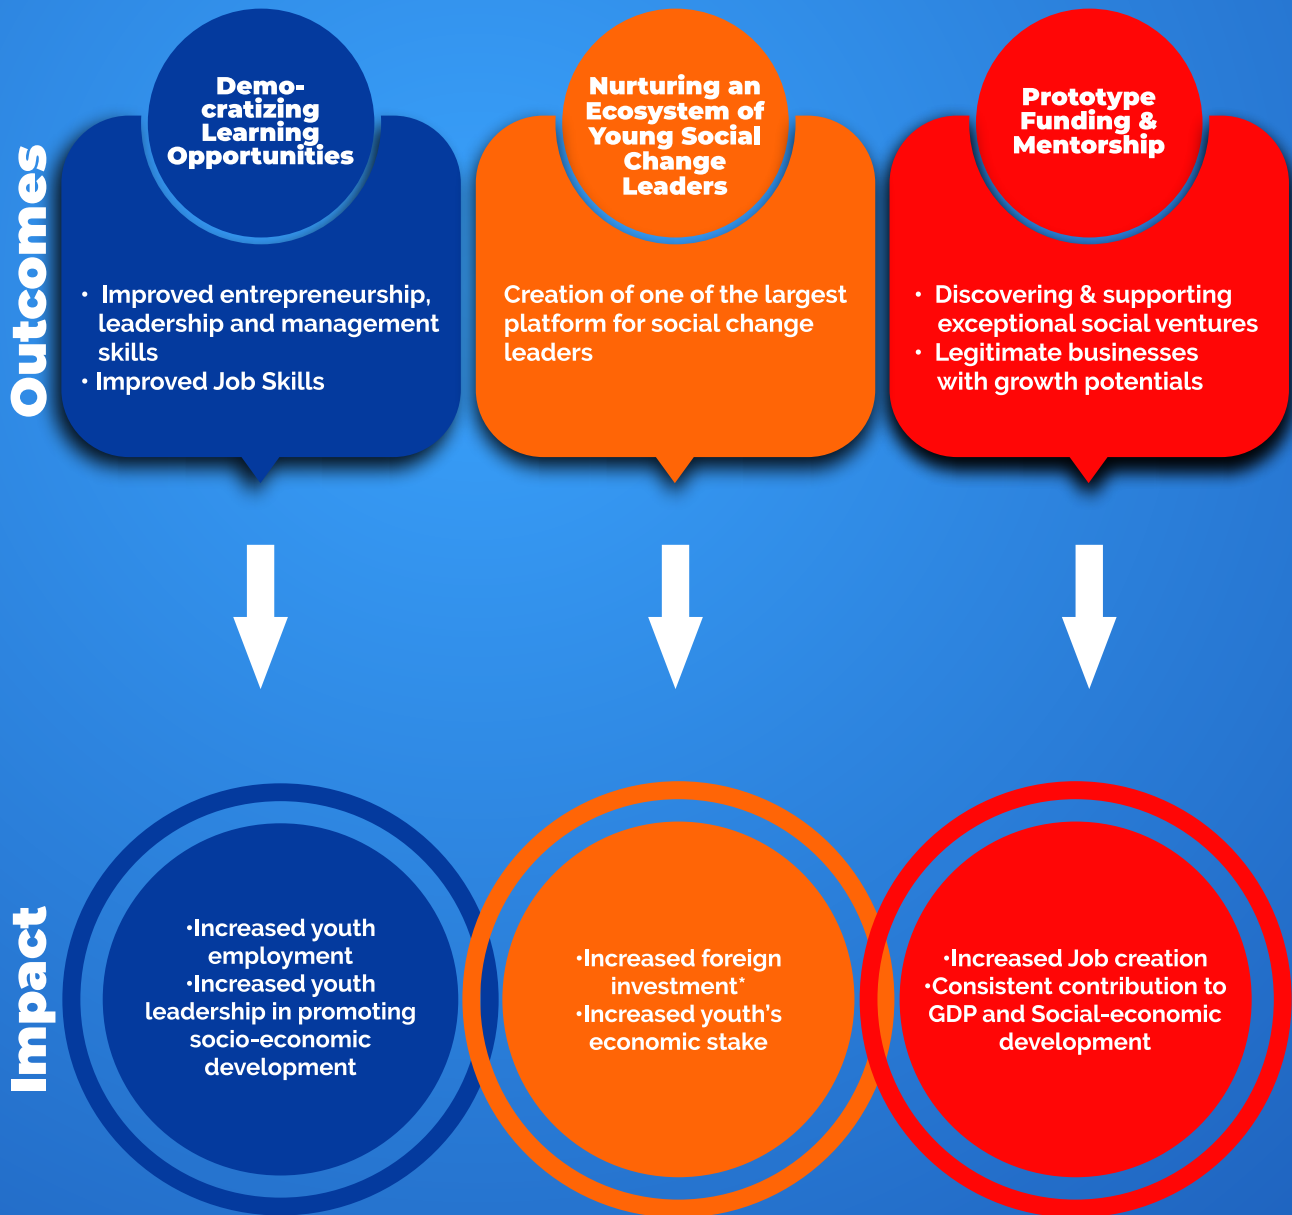 Outcomes
Demo-
cratizing
Learning
Opportunities
• Improved entrepreneurship,
leadership and management
skills
• Improved Job Skills
Nurturing an
Ecosystem of
Young Social
Change
Leaders
Creation of one of the largest
platform for social change
leaders
Prototype
Funding &
Mentorship
• Discovering & supporting
exceptional social ventures
• Legitimate businesses
with growth potentials
Impact
•Increased youth
employment
•Increased youth
leadership in promoting
socio-economic
development
•Increased foreign
investment*
•Increased youth's
economic stake
•Increased Job creation
•Consistent contribution to
GDP and Social-economic
development